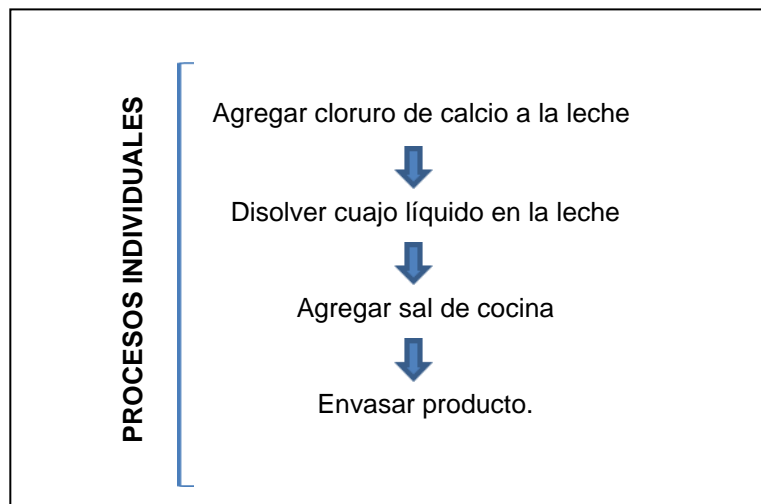 PROCESOS INDIVIDUALES
Agregar cloruro de calcio a la leche
Disolver cuajo líquido en la leche
Agregar sal de cocina
Envasar producto.